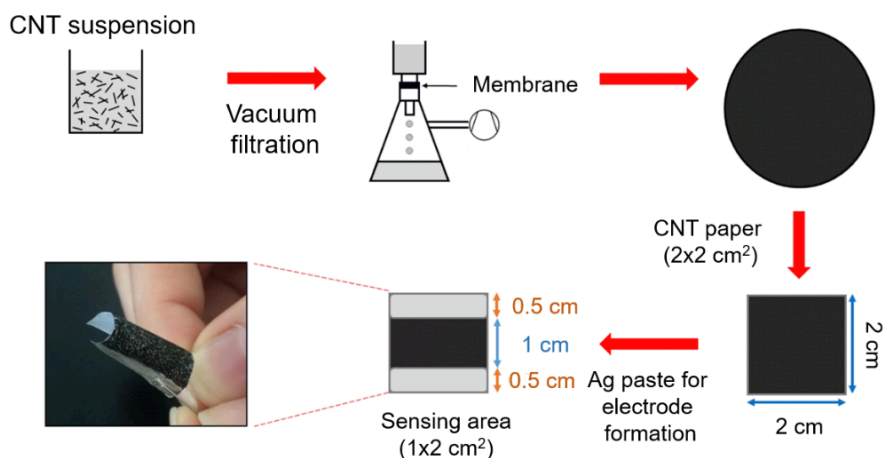 CNT suspension
Vacuum
filtration
Membrane
CNT paper
(2x2 cm²)
2 cm
2 cm
Ag paste for
electrode
formation
0.5 cm
1 cm
0.5 cm
Sensing area
(1x2 cm²)